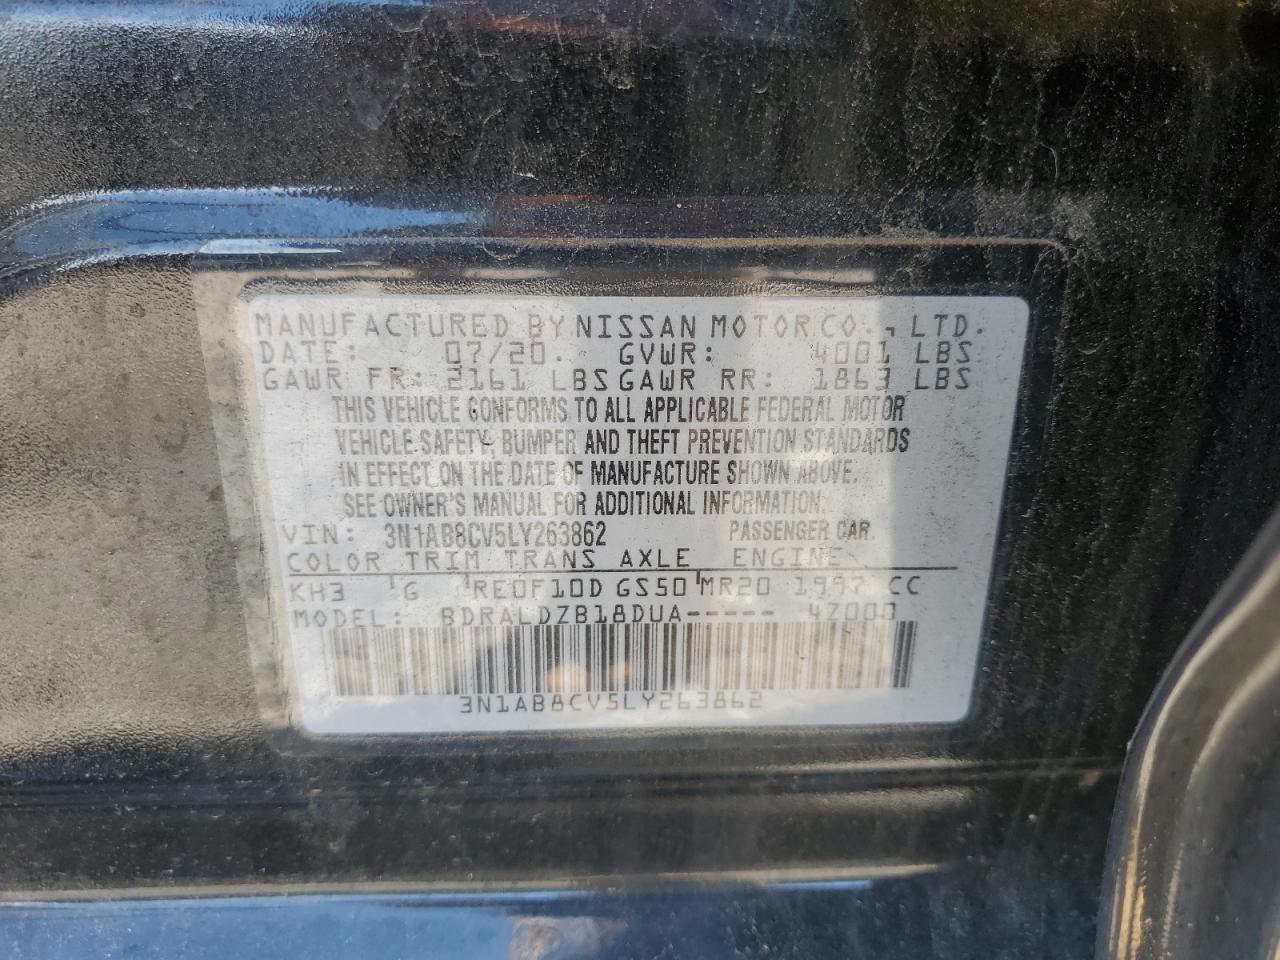 MANUFACTURED BY NISSAN MOTOR CO., LTD.
DATE: 07/20. GVWR: 4001 LBS
GAWR FR: 2161 LBS GAWR RR: 1863 LBS
THIS VEHICLE CONFORMS TO ALL APPLICABLE FEDERAL MOTOR
VEHICLE SAFETY, BUMPER AND THEFT PREVENTION STANDARDS
IN EFFECT ON THE DATE OF MANUFACTURE SHOWN ABOVE.
SEE OWNER'S MANUAL FOR ADDITIONAL INFORMATION.
VIN: 3N1AB8CV5LY263862 PASSENGER CAR.
COLOR TRIM TRANS AXLE ENGINE
KH3 G RE0F10D GS50 MR20 1997 CC
MODEL: BDRALDZB18DUA----- 4Z000
3N1AB8CV5LY263862